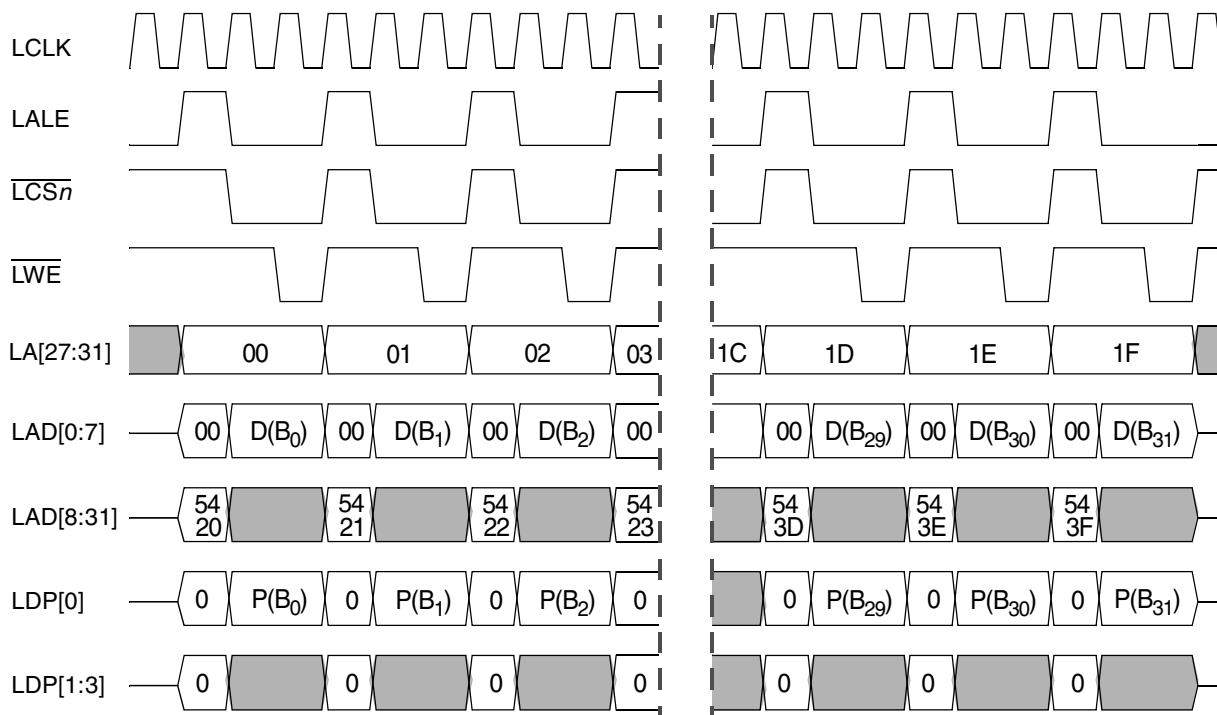 LCLK
LALE
LCSn
LWE
LA[27:31] 00 01 02 03 1C 1D 1E 1F
LAD[0:7] 00 D(B0) 00 D(B1) 00 D(B2) 00 00 D(B29) 00 D(B30) 00 D(B31)
LAD[8:31] 54 54 54 54 54 54 54
20 21 22 23 3D 3E 3F
LDP[0] 0 P(B0) 0 P(B1) 0 P(B2) 0 0 P(B29) 0 P(B30) 0 P(B31)
LDP[1:3] 0 0 0 0 0 0 0